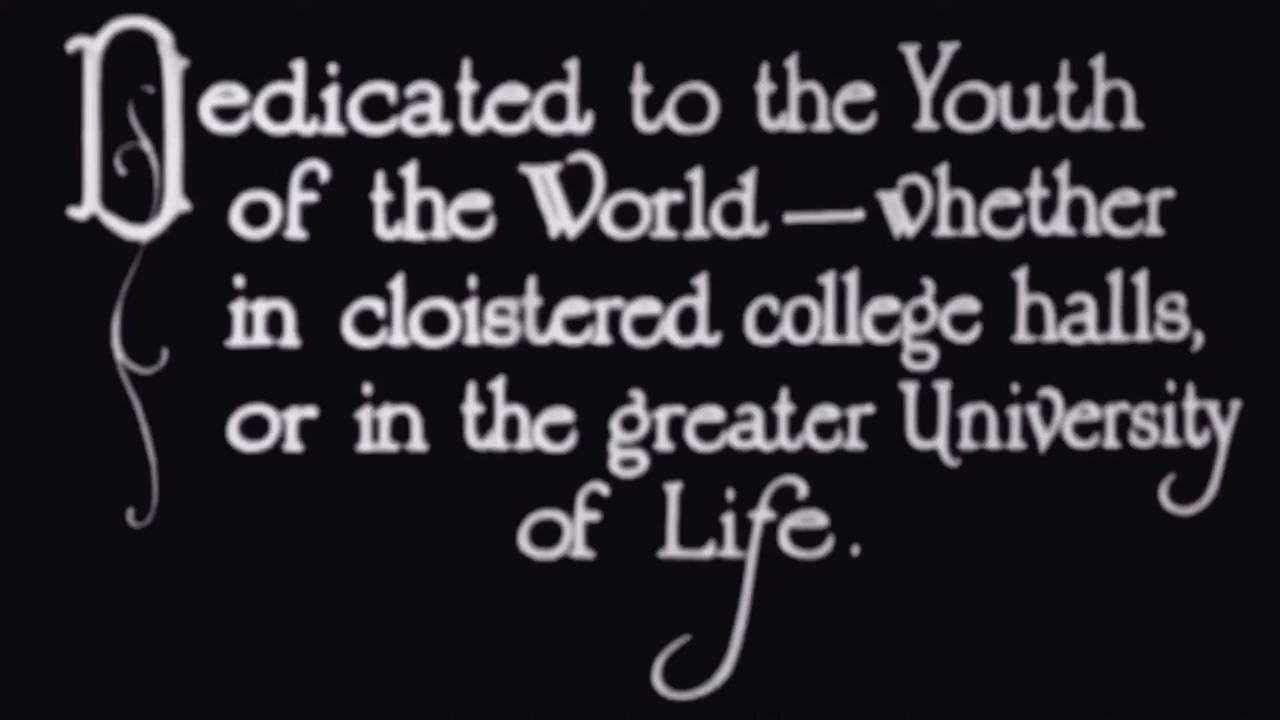 Dedicated to the Youth
of the World — whether
in cloistered college halls,
or in the greater University
of Life.